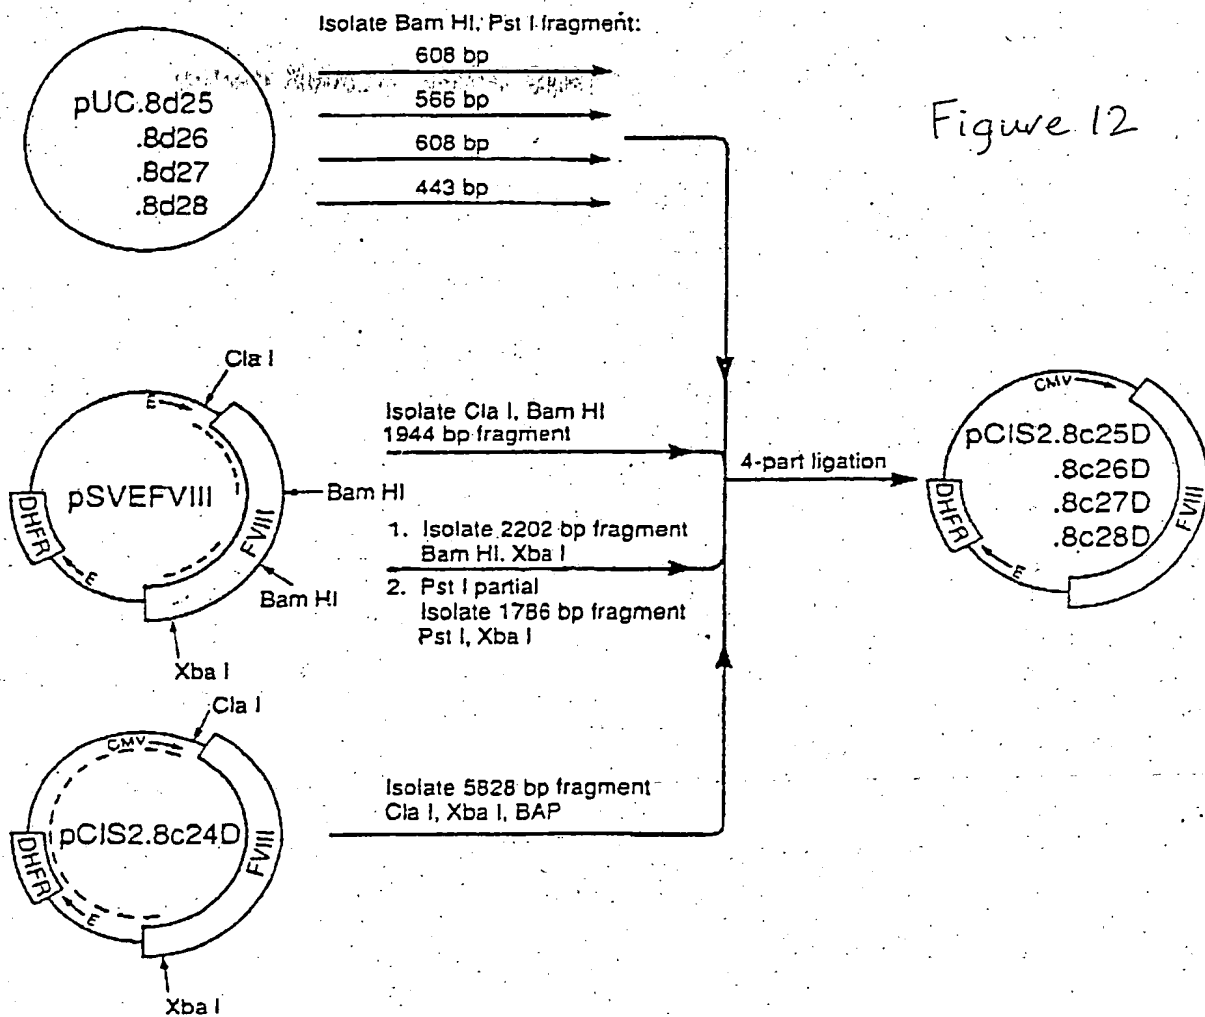 Isolate Bam HI, Pst I fragment:
608 bp
566 bp
608 bp
443 bp
pUC.8d25
.8d26
.8d27
.8d28
Figure 12
Cla I
E
pSVEFVIII
DHFR
E
FVIII
Bam HI
Bam HI
Xba I
Isolate Cla I, Bam HI
1944 bp fragment
1. Isolate 2202 bp fragment
Bam HI, Xba I
2. Pst I partial
Isolate 1786 bp fragment
Pst I, Xba I
4-part ligation
CMV
pCIS2.8c25D
.8c26D
.8c27D
.8c28D
DHFR
E
FVIII
Cla I
CMV
pCIS2.8c24D
DHFR
E
FVIII
Xba I
Isolate 5828 bp fragment
Cla I, Xba I, BAP